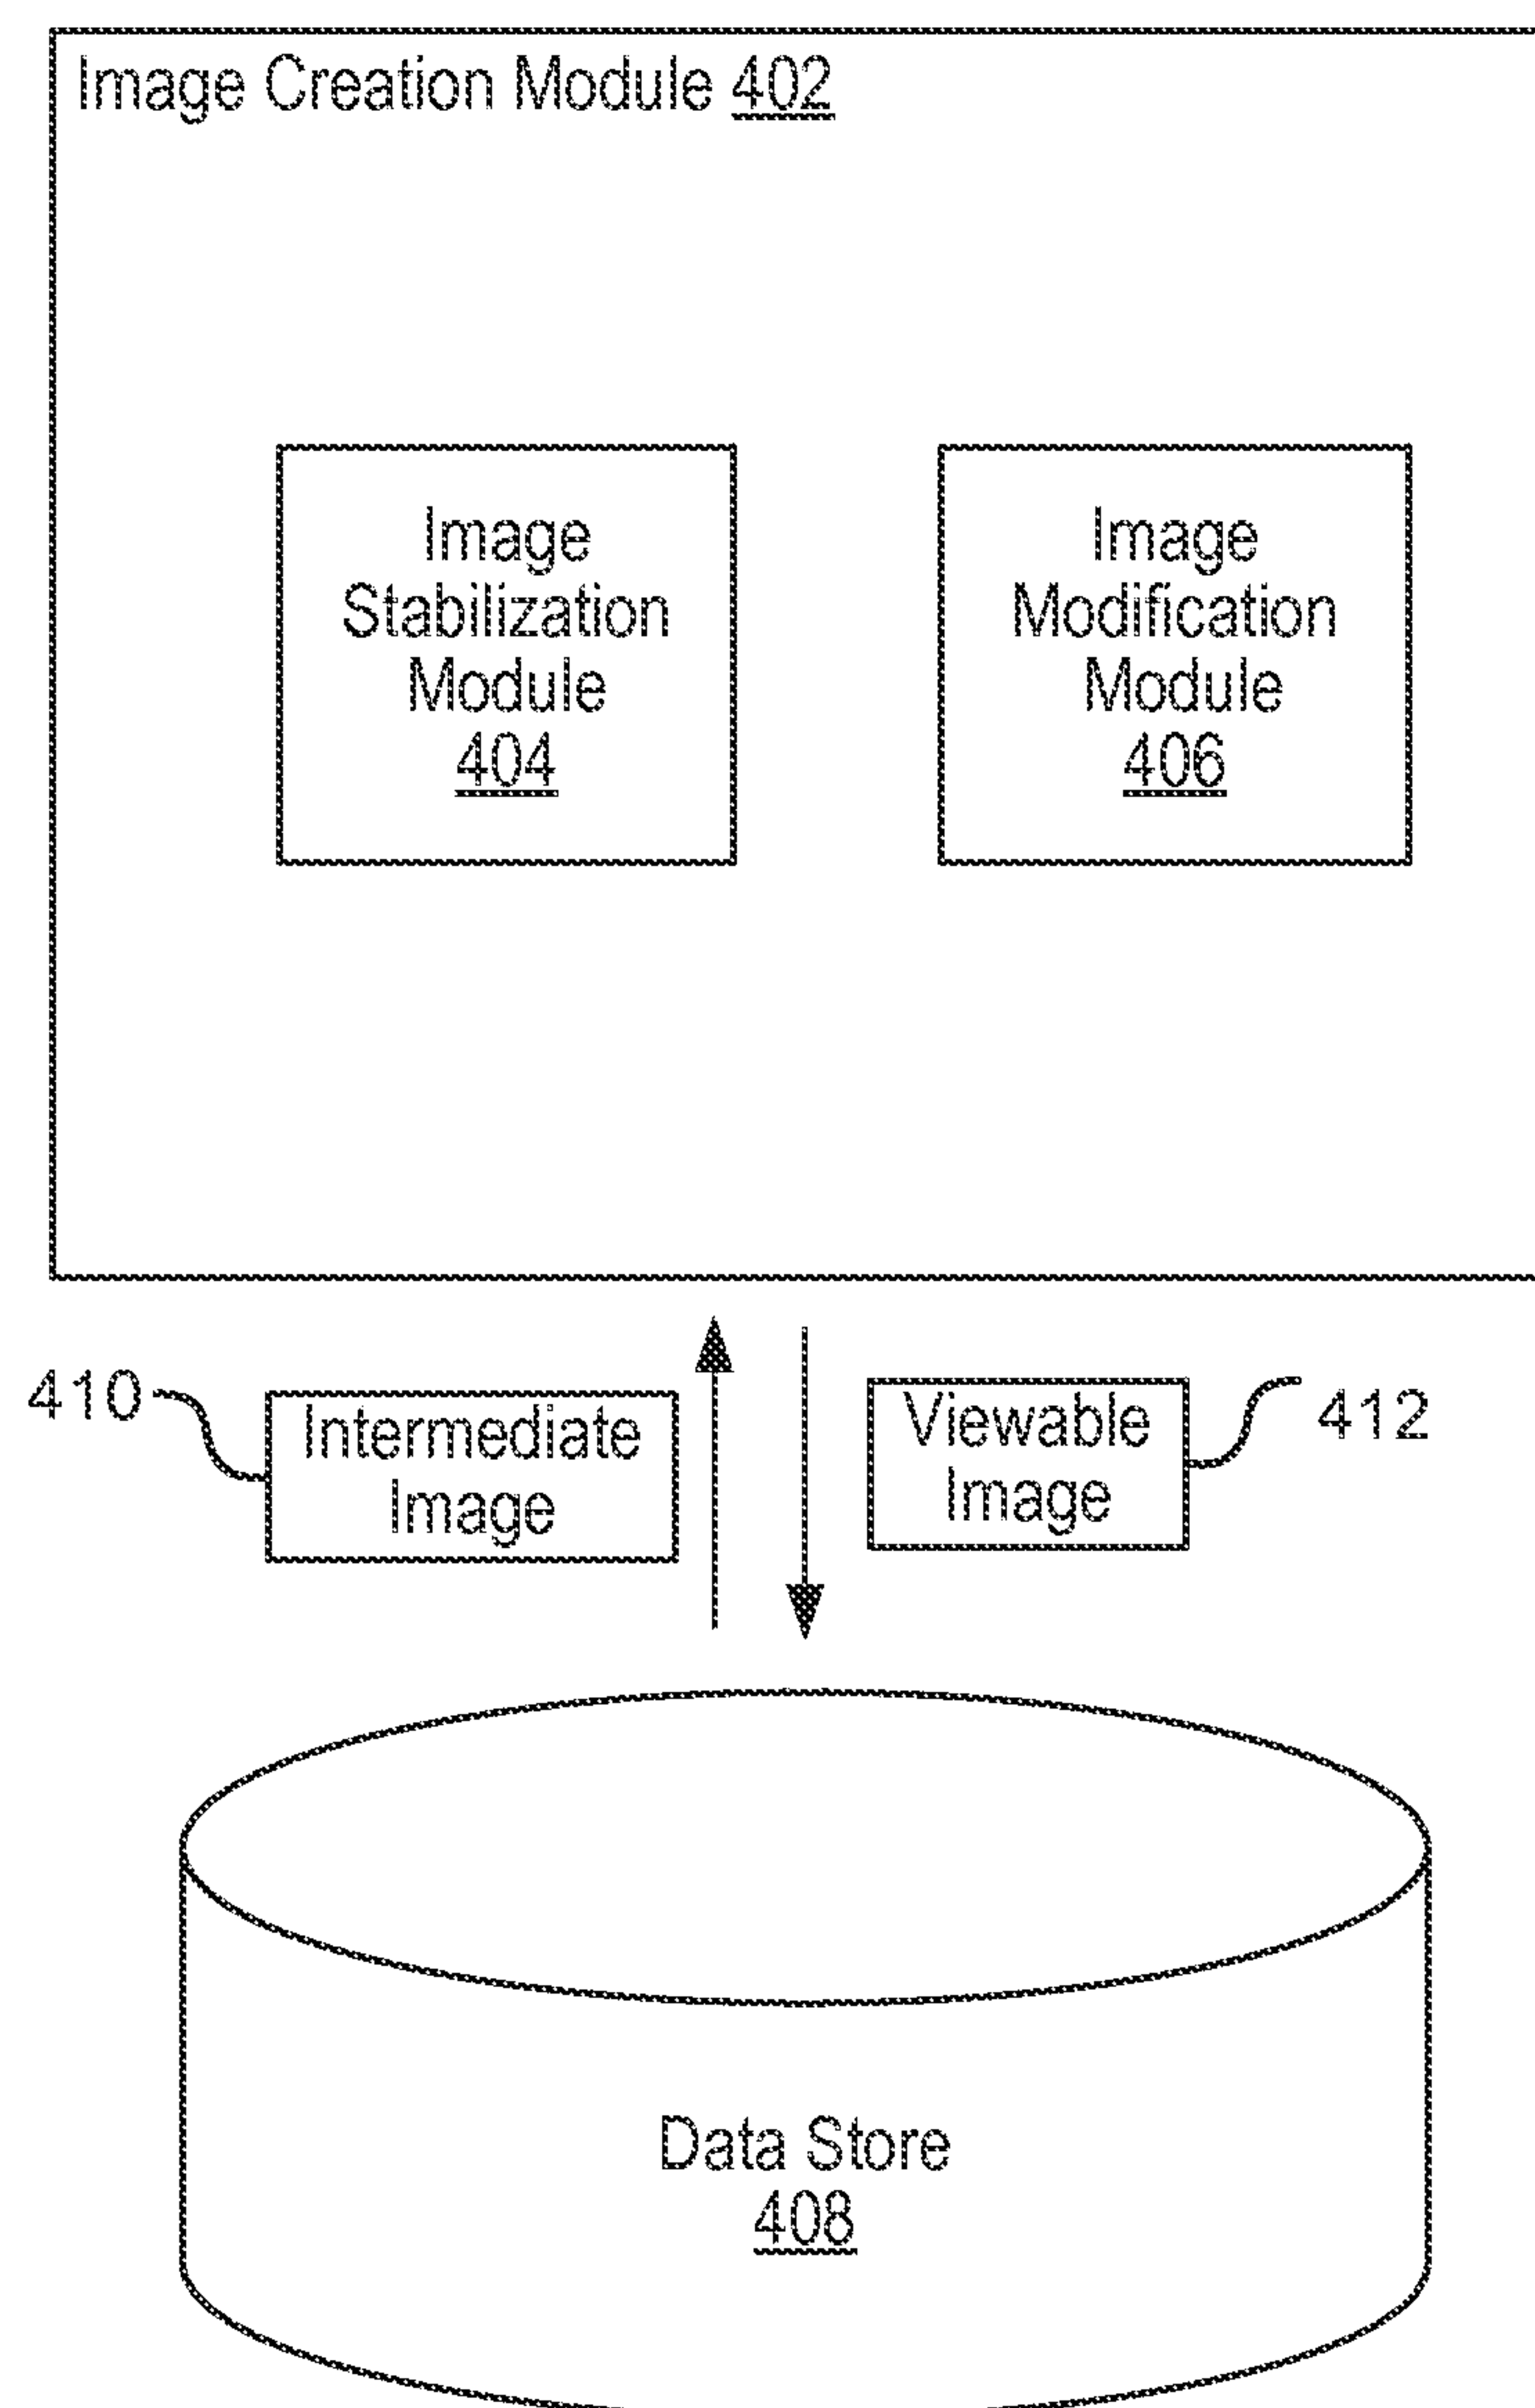 Image Creation Module 402
Image
Stabilization
Module
404
Image
Modification
Module
406
410
Intermediate
Image
Viewable
Image
412
Data Store
408